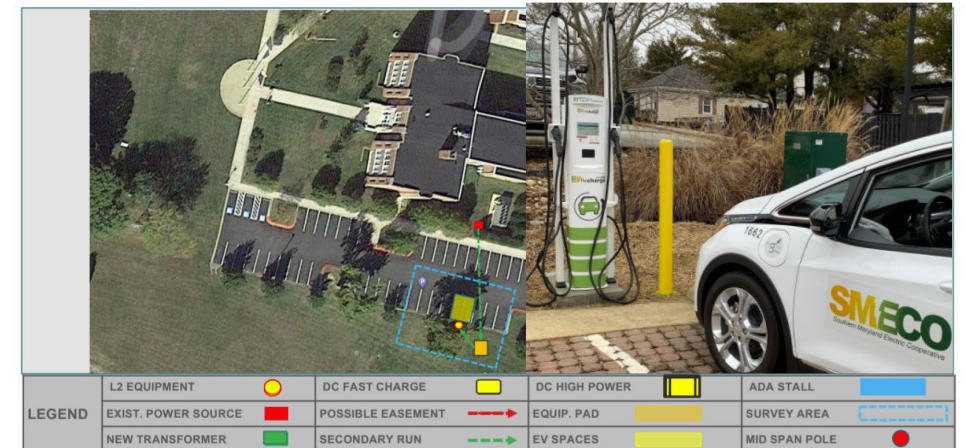 EVRecharge
1662
SMECO
Southern Maryland Electric Cooperative
LEGEND
L2 EQUIPMENT
DC FAST CHARGE
DC HIGH POWER
ADA STALL
EXIST. POWER SOURCE
POSSIBLE EASEMENT
EQUIP. PAD
SURVEY AREA
NEW TRANSFORMER
SECONDARY RUN
EV SPACES
MID SPAN POLE